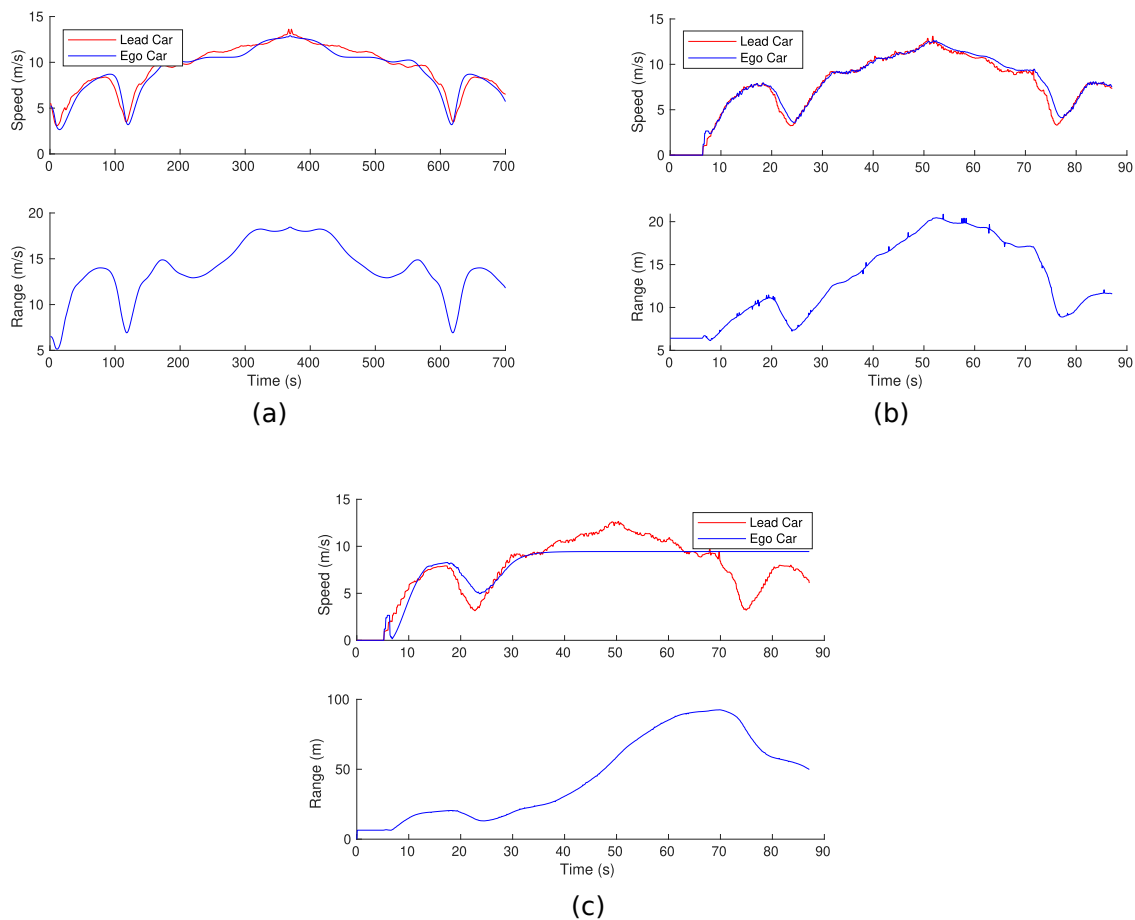 15
10
5
0
Speed (m/s)
Lead Car
Ego Car
0 100 200 300 400 500 600 700
20
15
10
5
Range (m/s)
0 100 200 300 400 500 600 700
Time (s)
(a)
15
10
5
0
Speed (m/s)
Lead Car
Ego Car
0 10 20 30 40 50 60 70 80 90
20
15
10
5
Range (m)
0 10 20 30 40 50 60 70 80 90
Time (s)
(b)
15
10
5
0
Speed (m/s)
Lead Car
Ego Car
0 10 20 30 40 50 60 70 80 90
100
50
0
Range (m)
0 10 20 30 40 50 60 70 80 90
Time (s)
(c)